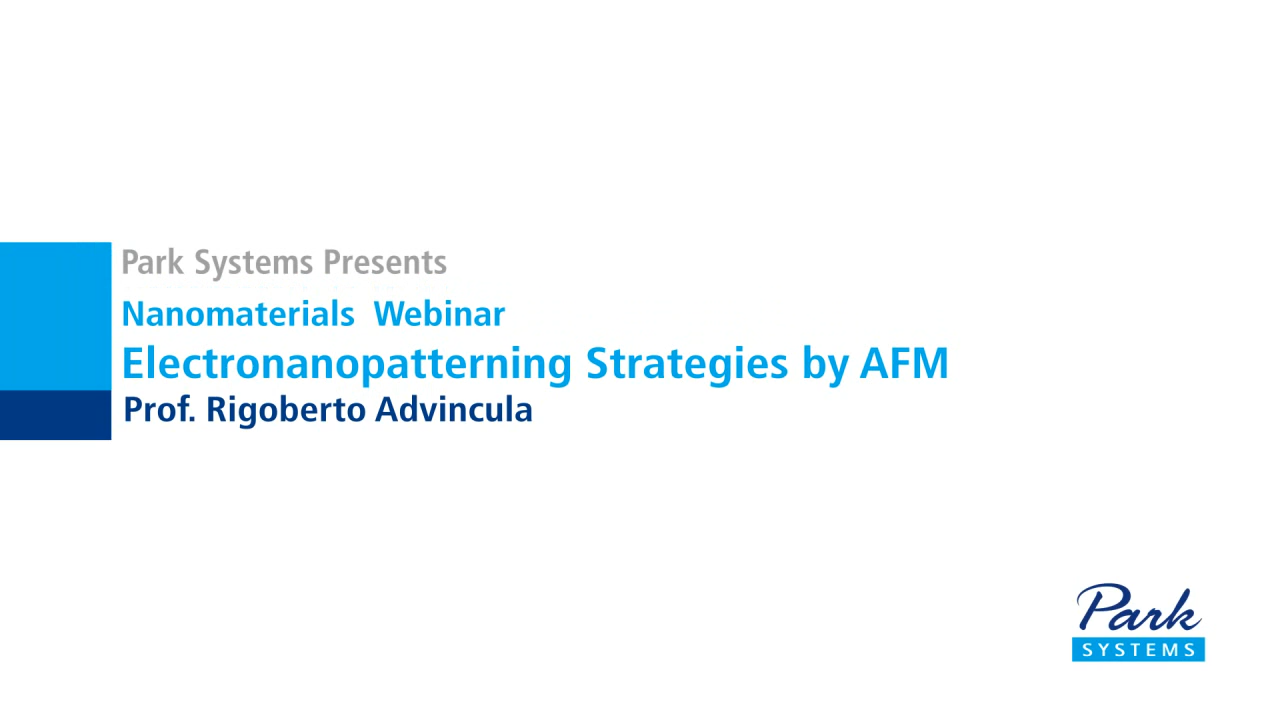 Park Systems Presents
Nanomaterials Webinar
Electronanopatterning Strategies by AFM
Prof. Rigoberto Advincula
Park
SYSTEMS